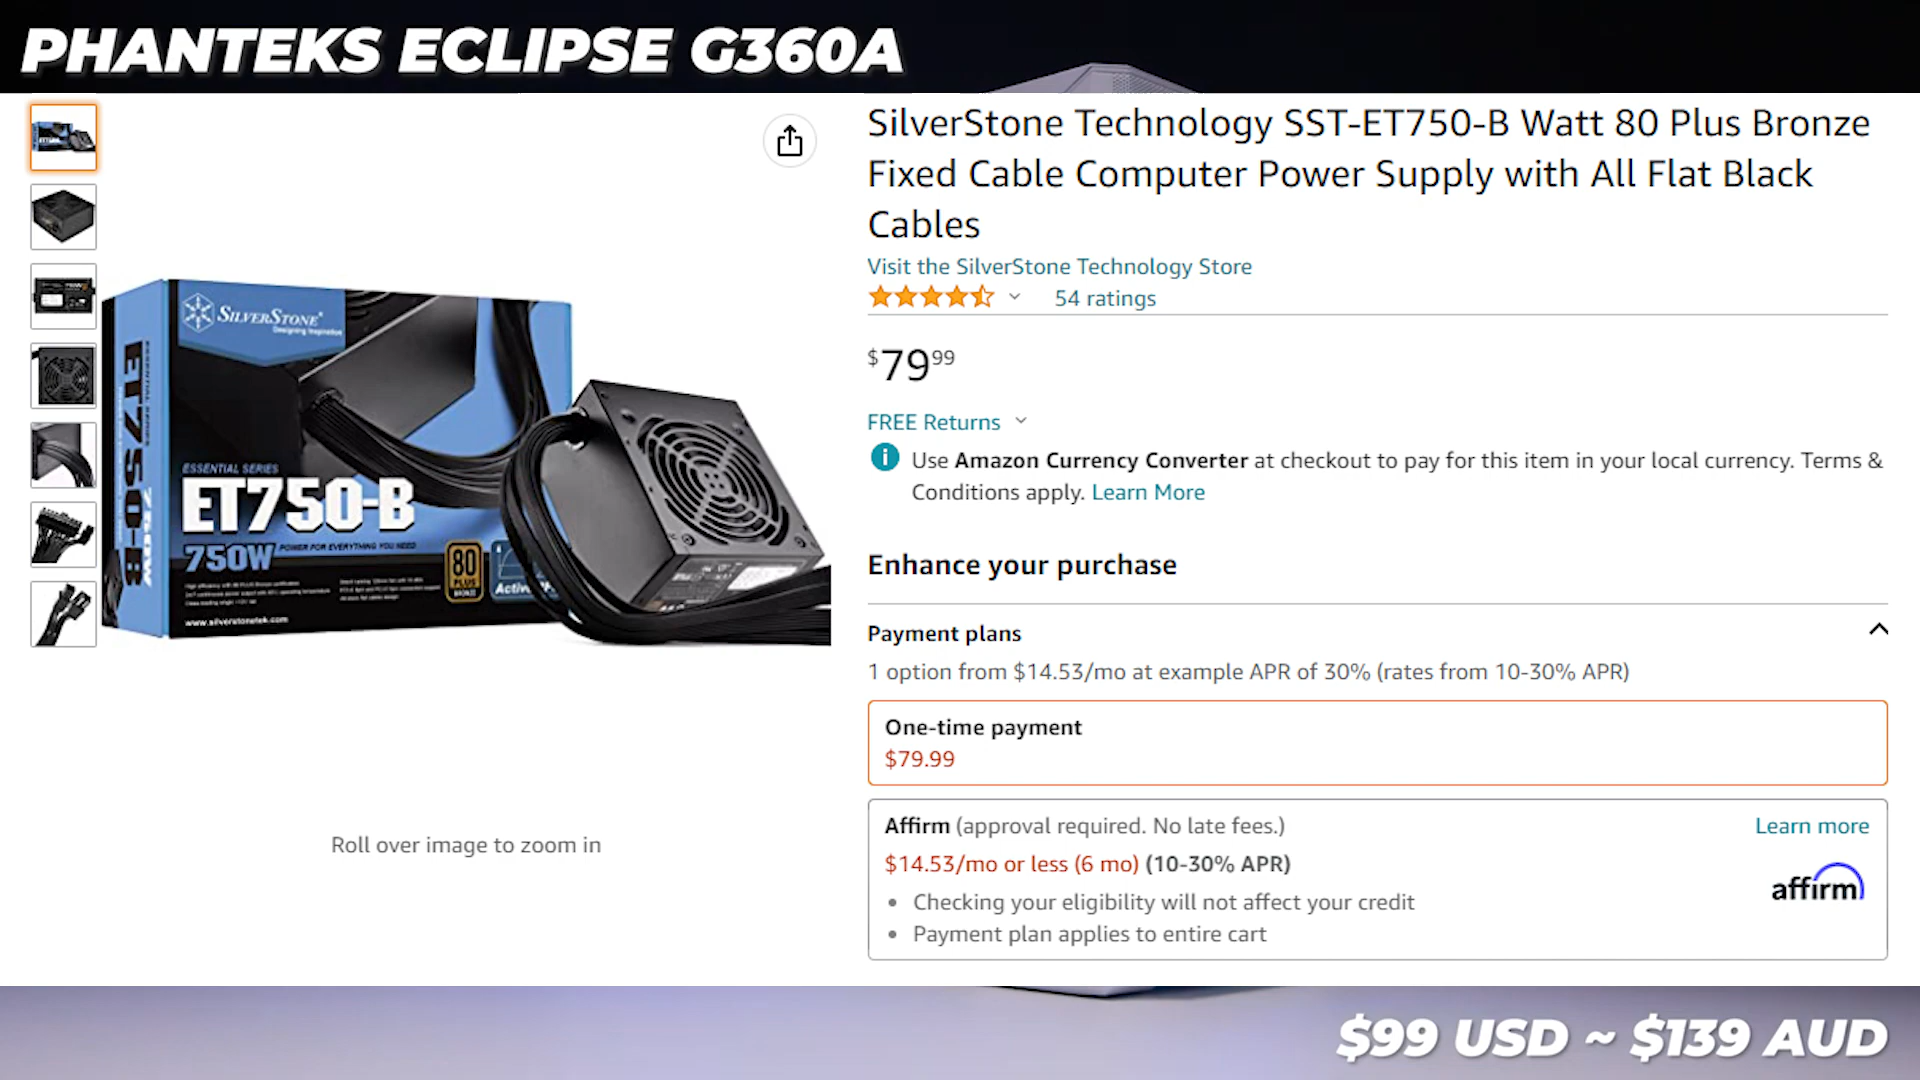 PHANTEKS ECLIPSE G360A
SilverStone Technology SST-ET750-B Watt 80 Plus Bronze
Fixed Cable Computer Power Supply with All Flat Black
Cables
Visit the SilverStone Technology Store
54 ratings
$79.99
FREE Returns
Use Amazon Currency Converter at checkout to pay for this item in your local currency. Terms &
Conditions apply. Learn More
Enhance your purchase
Payment plans
1 option from $14.53/mo at example APR of 30% (rates from 10-30% APR)
One-time payment
$79.99
Affirm (approval required. No late fees.)
Learn more
$14.53/mo or less (6 mo) (10-30% APR)
affirm
• Checking your eligibility will not affect your credit
• Payment plan applies to entire cart
SILVERSTONE
Designing Inspiration
ESSENTIAL SERIES
ET750-B
750W POWER FOR EVERYTHING YOU NEED
80
PLUS
BRONZE
www.silverstonetek.com
ET750-B
750W
Roll over image to zoom in
$99 USD ~ $139 AUD